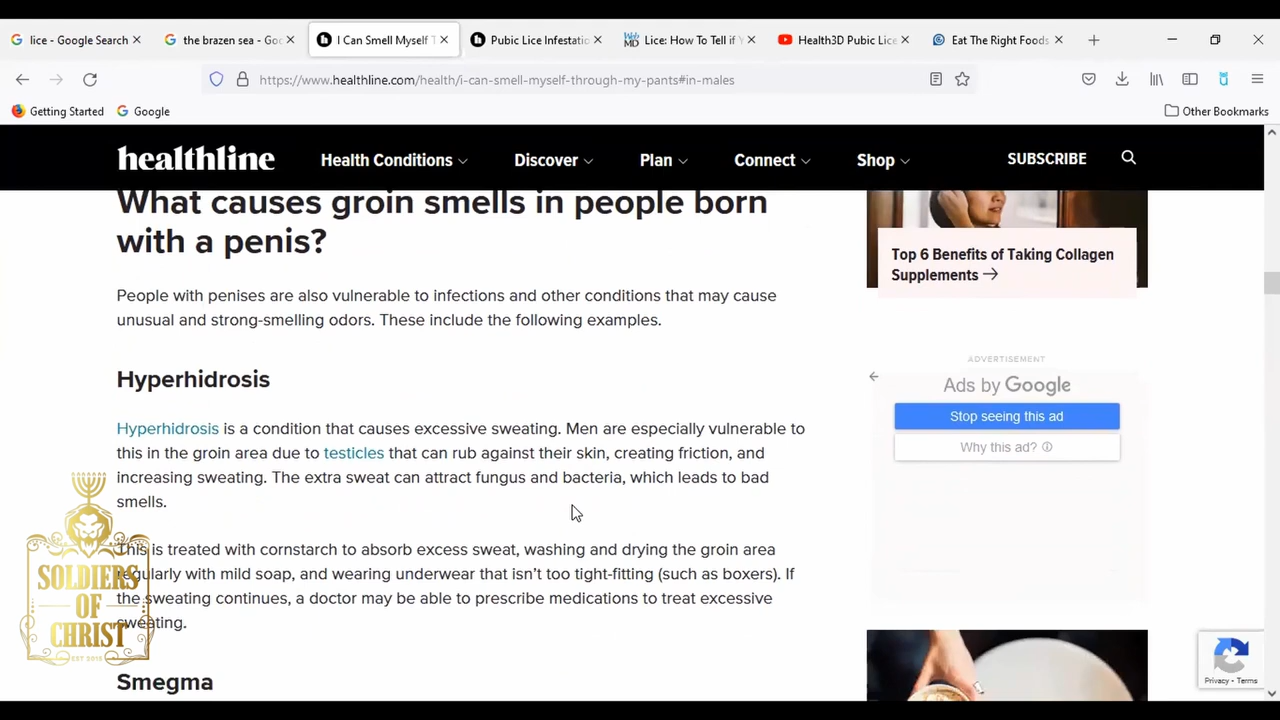 lice - Google Search
the brazen sea - Goo
I Can Smell Myself T
Pubic Lice Infestatio
WebMD
Lice: How To Tell if Y
Health3D Pubic Lice
Eat The Right Foods
https://www.healthline.com/health/i-can-smell-myself-through-my-pants#in-males
Getting Started
Google
Other Bookmarks
healthline
Health Conditions
Discover
Plan
Connect
Shop
SUBSCRIBE
What causes groin smells in people born
with a penis?
People with penises are also vulnerable to infections and other conditions that may cause
unusual and strong-smelling odors. These include the following examples.
Hyperhidrosis
Hyperhidrosis is a condition that causes excessive sweating. Men are especially vulnerable to
this in the groin area due to testicles that can rub against their skin, creating friction, and
increasing sweating. The extra sweat can attract fungus and bacteria, which leads to bad
smells.
This is treated with cornstarch to absorb excess sweat, washing and drying the groin area
regularly with mild soap, and wearing underwear that isn't too tight-fitting (such as boxers). If
the sweating continues, a doctor may be able to prescribe medications to treat excessive
sweating.
Smegma
Top 6 Benefits of Taking Collagen
Supplements →
ADVERTISEMENT
Ads by Google
Stop seeing this ad
Why this ad?
Privacy - Terms
SOLDIERS
OF
CHRIST
EST 2015